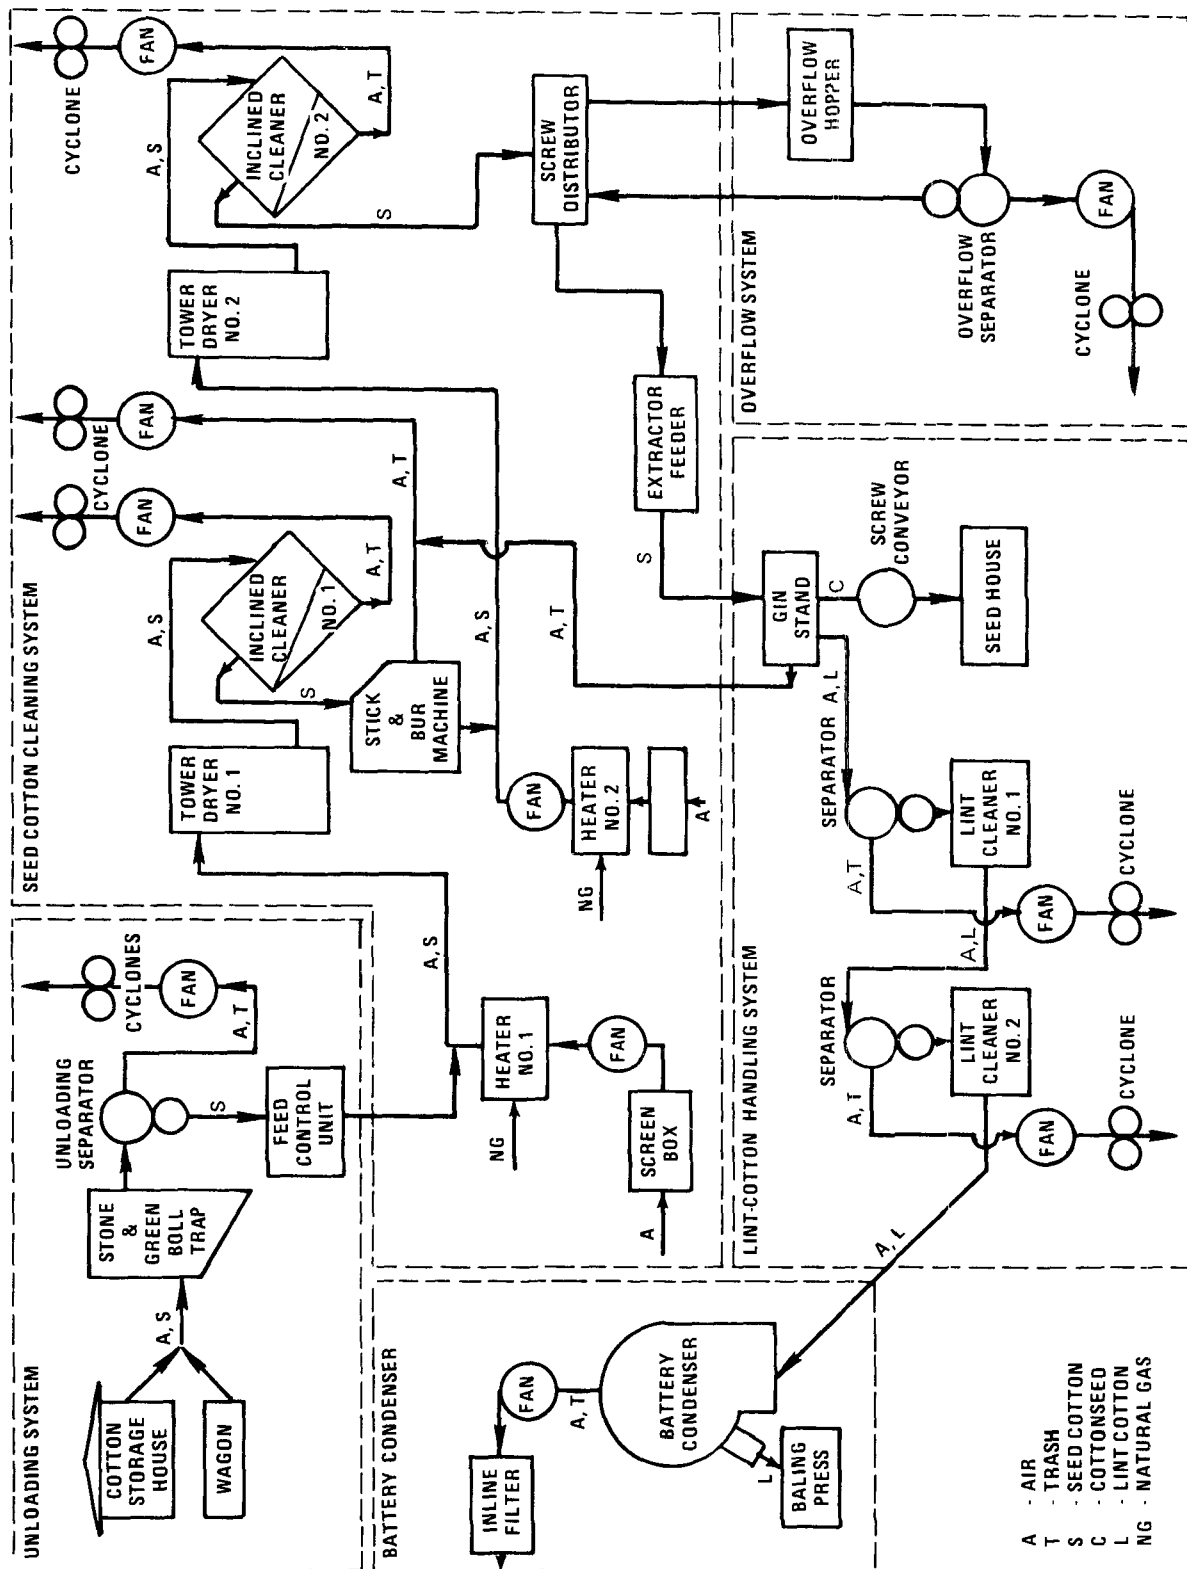 UNLOADING SYSTEM
COTTON
STORAGE
HOUSE
WAGON
A, S
STONE
&
GREEN
BOLL
TRAP
UNLOADING
SEPARATOR
S
FEED
CONTROL
UNIT
A, T
FAN
CYCLONES
SEED COTTON CLEANING SYSTEM
A
SCREEN
BOX
FAN
NG
HEATER
NO. 1
A, S
TOWER
DRYER
NO. 1
A, S
INCLINED
CLEANER
NO. 1
A, T
FAN
CYCLONE
S
STICK
&
BUR
MACHINE
A, T
FAN
A
NG
HEATER
NO. 2
FAN
A, S
TOWER
DRYER
NO. 2
A, S
INCLINED
CLEANER
NO. 2
A, T
FAN
CYCLONE
S
SCREW
DISTRIBUTOR
EXTRACTOR
FEEDER
S
A, T
OVERFLOW SYSTEM
OVERFLOW
HOPPER
OVERFLOW
SEPARATOR
FAN
CYCLONE
LINT-COTTON HANDLING SYSTEM
GIN
STAND
C
SCREW
CONVEYOR
SEED HOUSE
SEPARATOR A, L
A,T
LINT
CLEANER
NO. 1
FAN
CYCLONE
A,L
SEPARATOR
A,T
LINT
CLEANER
NO. 2
FAN
CYCLONE
A, L
BATTERY CONDENSER
BATTERY
CONDENSER
A, T
FAN
INLINE
FILTER
L
BALING
PRESS
A - AIR
T - TRASH
S - SEED COTTON
C - COTTONSEED
L - LINT COTTON
NG - NATURAL GAS